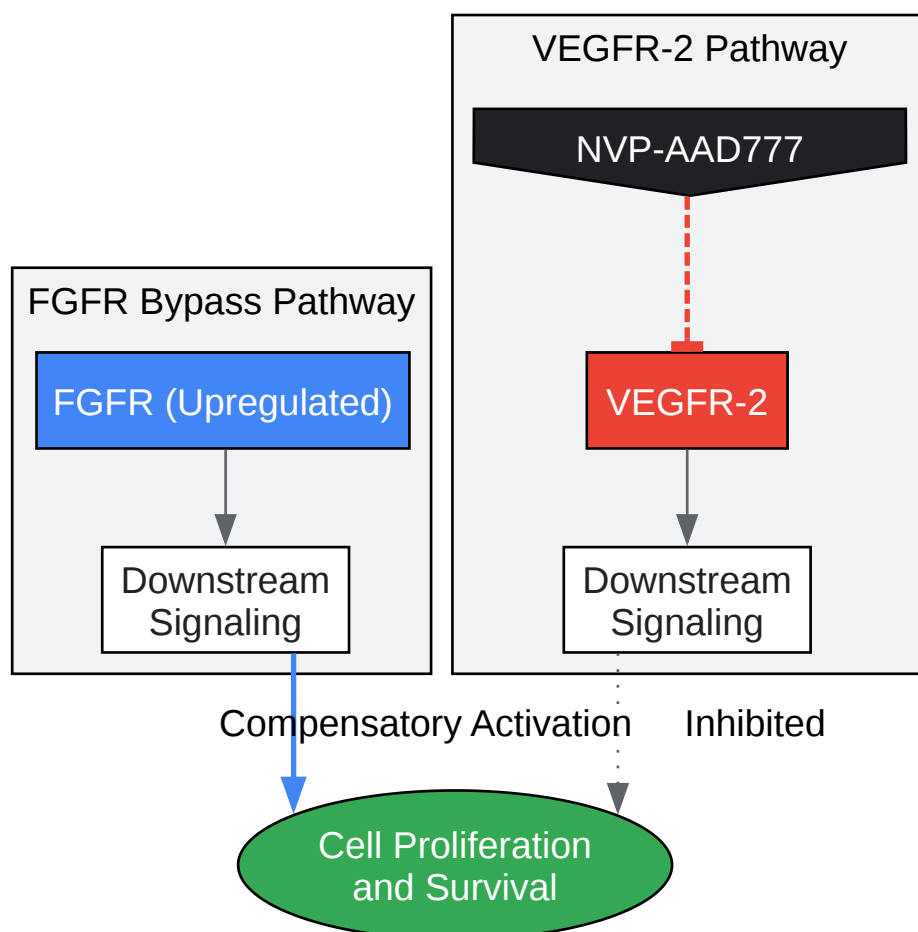 VEGFR-2 Pathway
NVP-AAD777
FGFR Bypass Pathway
FGFR (Upregulated)
VEGFR-2
Downstream
Signaling
Downstream
Signaling
Compensatory Activation
Inhibited
Cell Proliferation
and Survival